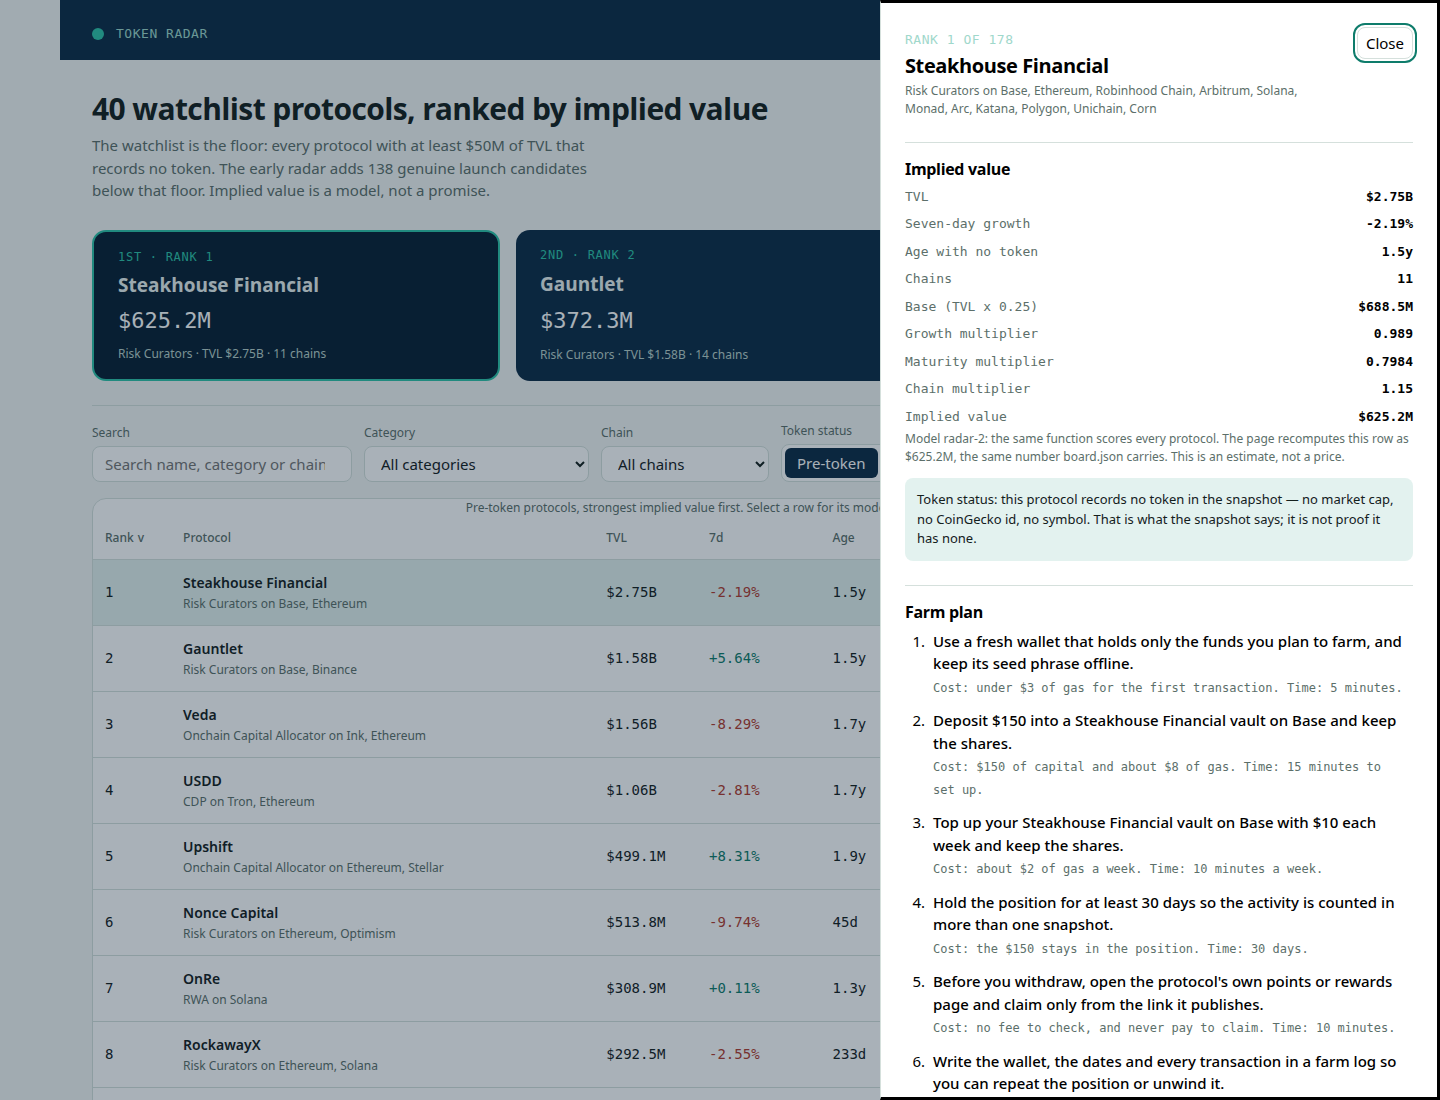 TOKEN RADAR
40 watchlist protocols, ranked by implied value
The watchlist is the floor: every protocol with at least $50M of TVL that
records no token. The early radar adds 138 genuine launch candidates
below that floor. Implied value is a model, not a promise.
1ST · RANK 1
Steakhouse Financial
$625.2M
Risk Curators · TVL $2.75B · 11 chains
2ND · RANK 2
Gauntlet
$372.3M
Risk Curators · TVL $1.58B · 14 chains
Search
Category
Chain
Token status
Search name, category or chain
All categories
All chains
Pre-token
Pre-token protocols, strongest implied value first. Select a row for its mod
Rank v
Protocol
TVL
7d
Age
1
Steakhouse Financial
Risk Curators on Base, Ethereum
$2.75B
-2.19%
1.5y
2
Gauntlet
Risk Curators on Base, Binance
$1.58B
+5.64%
1.5y
3
Veda
Onchain Capital Allocator on Ink, Ethereum
$1.56B
-8.29%
1.7y
4
USDD
CDP on Tron, Ethereum
$1.06B
-2.81%
1.7y
5
Upshift
Onchain Capital Allocator on Ethereum, Stellar
$499.1M
+8.31%
1.9y
6
Nonce Capital
Risk Curators on Ethereum, Optimism
$513.8M
-9.74%
45d
7
OnRe
RWA on Solana
$308.9M
+0.11%
1.3y
8
RockawayX
Risk Curators on Ethereum, Solana
$292.5M
-2.55%
233d
RANK 1 OF 178
Close
Steakhouse Financial
Risk Curators on Base, Ethereum, Robinhood Chain, Arbitrum, Solana,
Monad, Arc, Katana, Polygon, Unichain, Corn
Implied value
TVL
$2.75B
Seven-day growth
-2.19%
Age with no token
1.5y
Chains
11
Base (TVL x 0.25)
$688.5M
Growth multiplier
0.989
Maturity multiplier
0.7984
Chain multiplier
1.15
Implied value
$625.2M
Model radar-2: the same function scores every protocol. The page recomputes this row as
$625.2M, the same number board.json carries. This is an estimate, not a price.
Token status: this protocol records no token in the snapshot — no market cap,
no CoinGecko id, no symbol. That is what the snapshot says; it is not proof it
has none.
Farm plan
1. Use a fresh wallet that holds only the funds you plan to farm, and
keep its seed phrase offline.
Cost: under $3 of gas for the first transaction. Time: 5 minutes.
2. Deposit $150 into a Steakhouse Financial vault on Base and keep
the shares.
Cost: $150 of capital and about $8 of gas. Time: 15 minutes to
set up.
3. Top up your Steakhouse Financial vault on Base with $10 each
week and keep the shares.
Cost: about $2 of gas a week. Time: 10 minutes a week.
4. Hold the position for at least 30 days so the activity is counted in
more than one snapshot.
Cost: the $150 stays in the position. Time: 30 days.
5. Before you withdraw, open the protocol's own points or rewards
page and claim only from the link it publishes.
Cost: no fee to check, and never pay to claim. Time: 10 minutes.
6. Write the wallet, the dates and every transaction in a farm log so
you can repeat the position or unwind it.